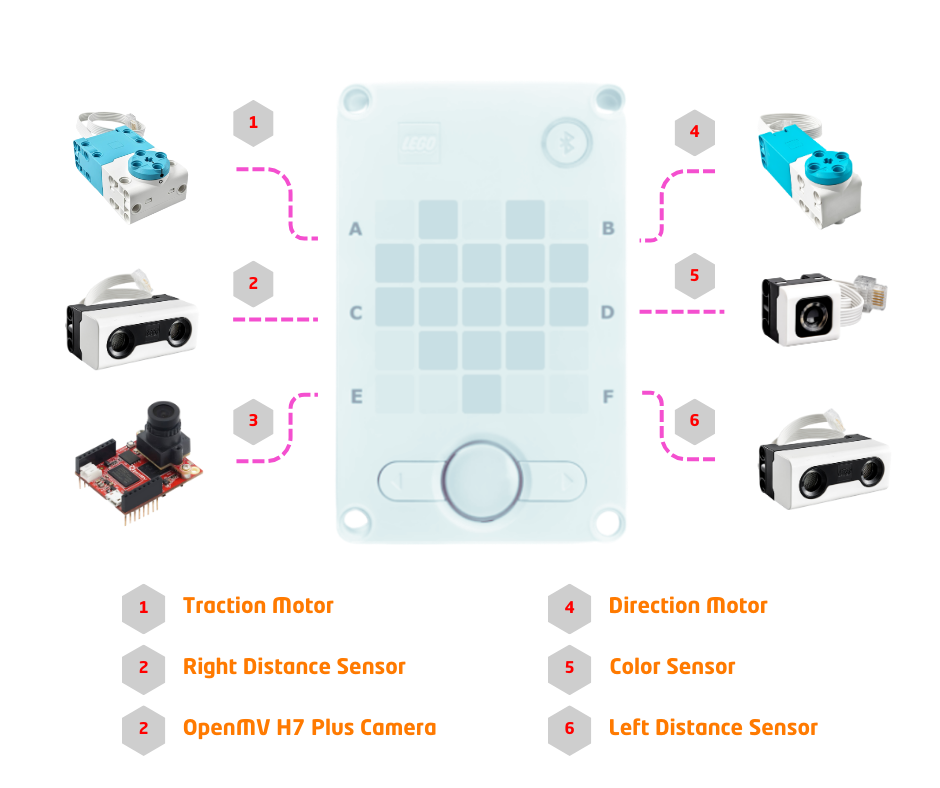 LEGO
1
4
A
B
2
5
C
D
3
6
E
F
1 Traction Motor
4 Direction Motor
2 Right Distance Sensor
5 Color Sensor
2 OpenMV H7 Plus Camera
6 Left Distance Sensor